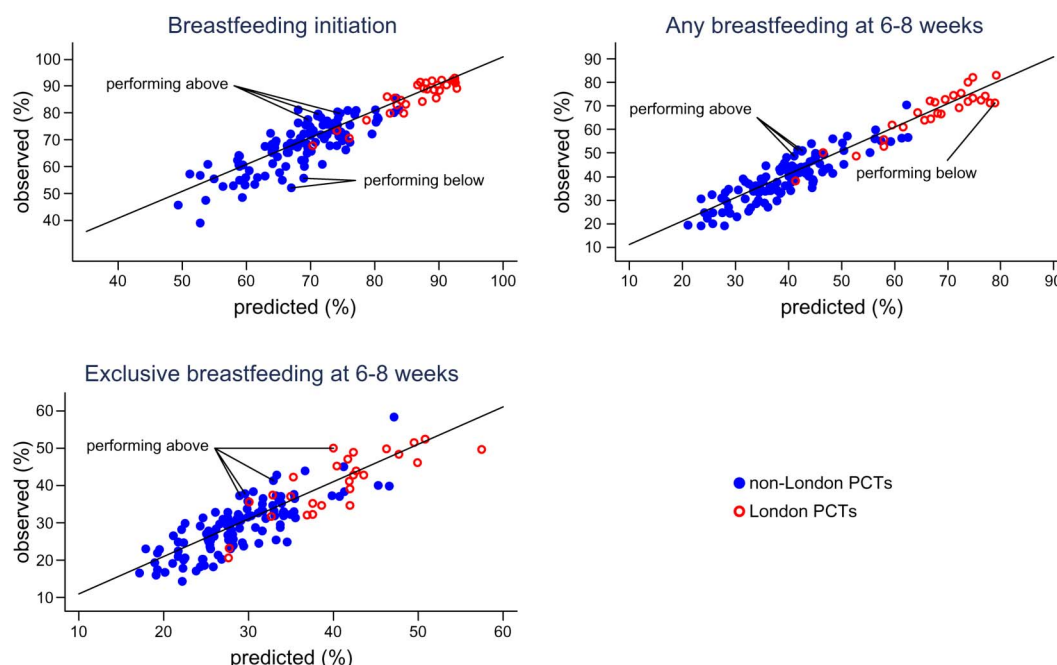 Breastfeeding initiation
observed (%)
100
90
80
70
60
50
40
performing above
performing below
40 50 60 70 80 90 100
predicted (%)
Any breastfeeding at 6-8 weeks
observed (%)
90
80
70
60
50
40
30
20
10
performing above
performing below
10 20 30 40 50 60 70 80 90
predicted (%)
Exclusive breastfeeding at 6-8 weeks
observed (%)
60
50
40
30
20
10
performing above
10 20 30 40 50 60
predicted (%)
non-London PCTs
London PCTs